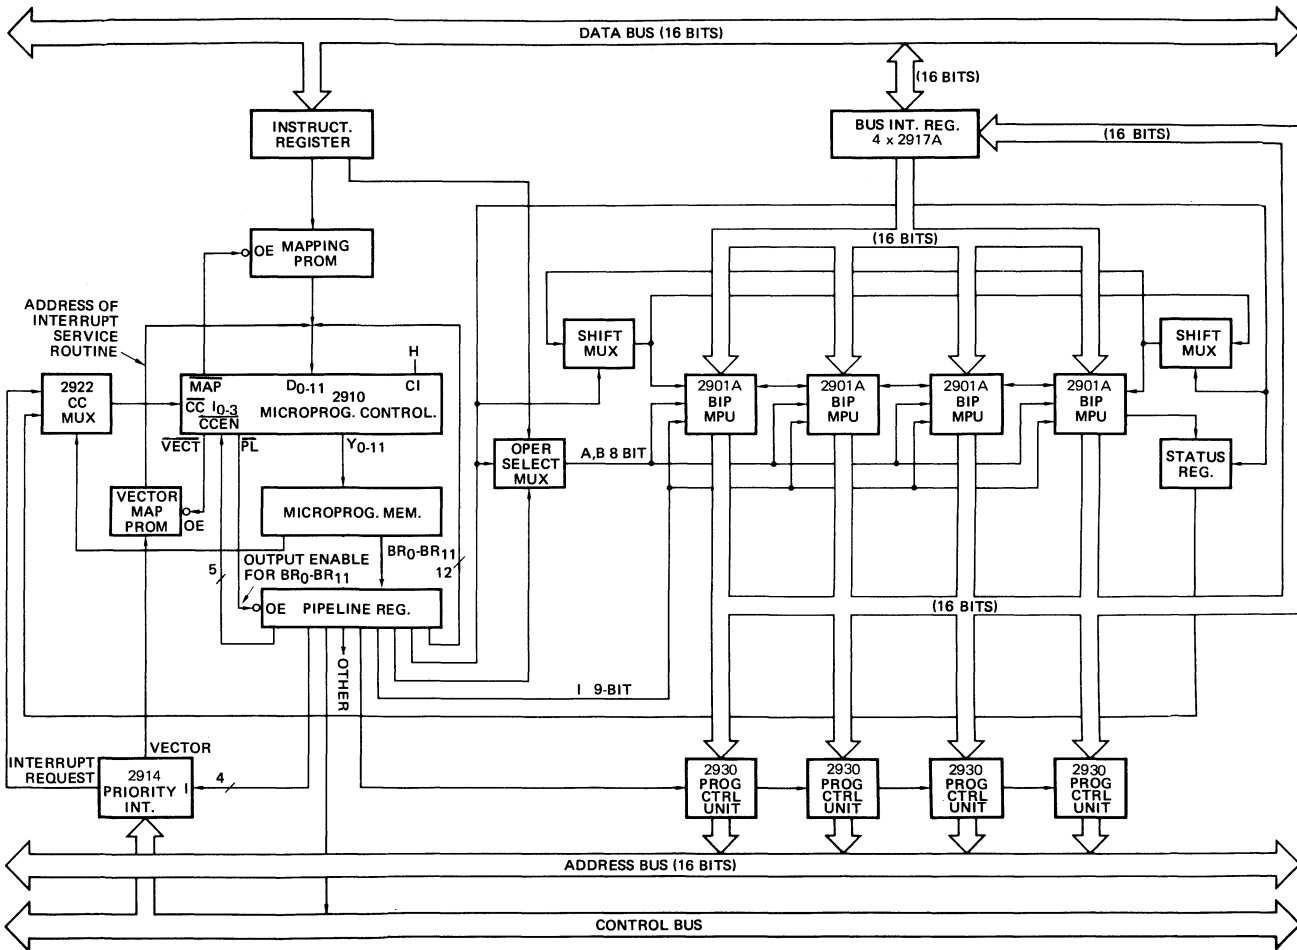 DATA BUS (16 BITS)
(16 BITS)
INSTRUCT.
REGISTER
BUS INT. REG.
4 x 2917A
(16 BITS)
OE
MAPPING
PROM
(16 BITS)
ADDRESS OF
INTERRUPT
SERVICE
ROUTINE
SHIFT
MUX
SHIFT
MUX
H
2922
CC
MUX
MAP
D0-11
CI
CC
I0-3
2910
MICROPROG. CONTROL.
CCEN
VECT
PL
Y0-11
2901A
BIP
MPU
2901A
BIP
MPU
2901A
BIP
MPU
2901A
BIP
MPU
OPER
SELECT
MUX
A,B 8 BIT
STATUS
REG.
VECTOR
MAP
PROM
OE
MICROPROG. MEM.
BR0-BR11
12
5
OUTPUT ENABLE
FOR BR0-BR11
OE
PIPELINE REG.
(16 BITS)
OTHER
I 9-BIT
INTERRUPT
REQUEST
VECTOR
2914
PRIORITY
INT.
I
4
2930
PROG
CTRL
UNIT
2930
PROG
CTRL
UNIT
2930
PROG
CTRL
UNIT
2930
PROG
CTRL
UNIT
ADDRESS BUS (16 BITS)
CONTROL BUS